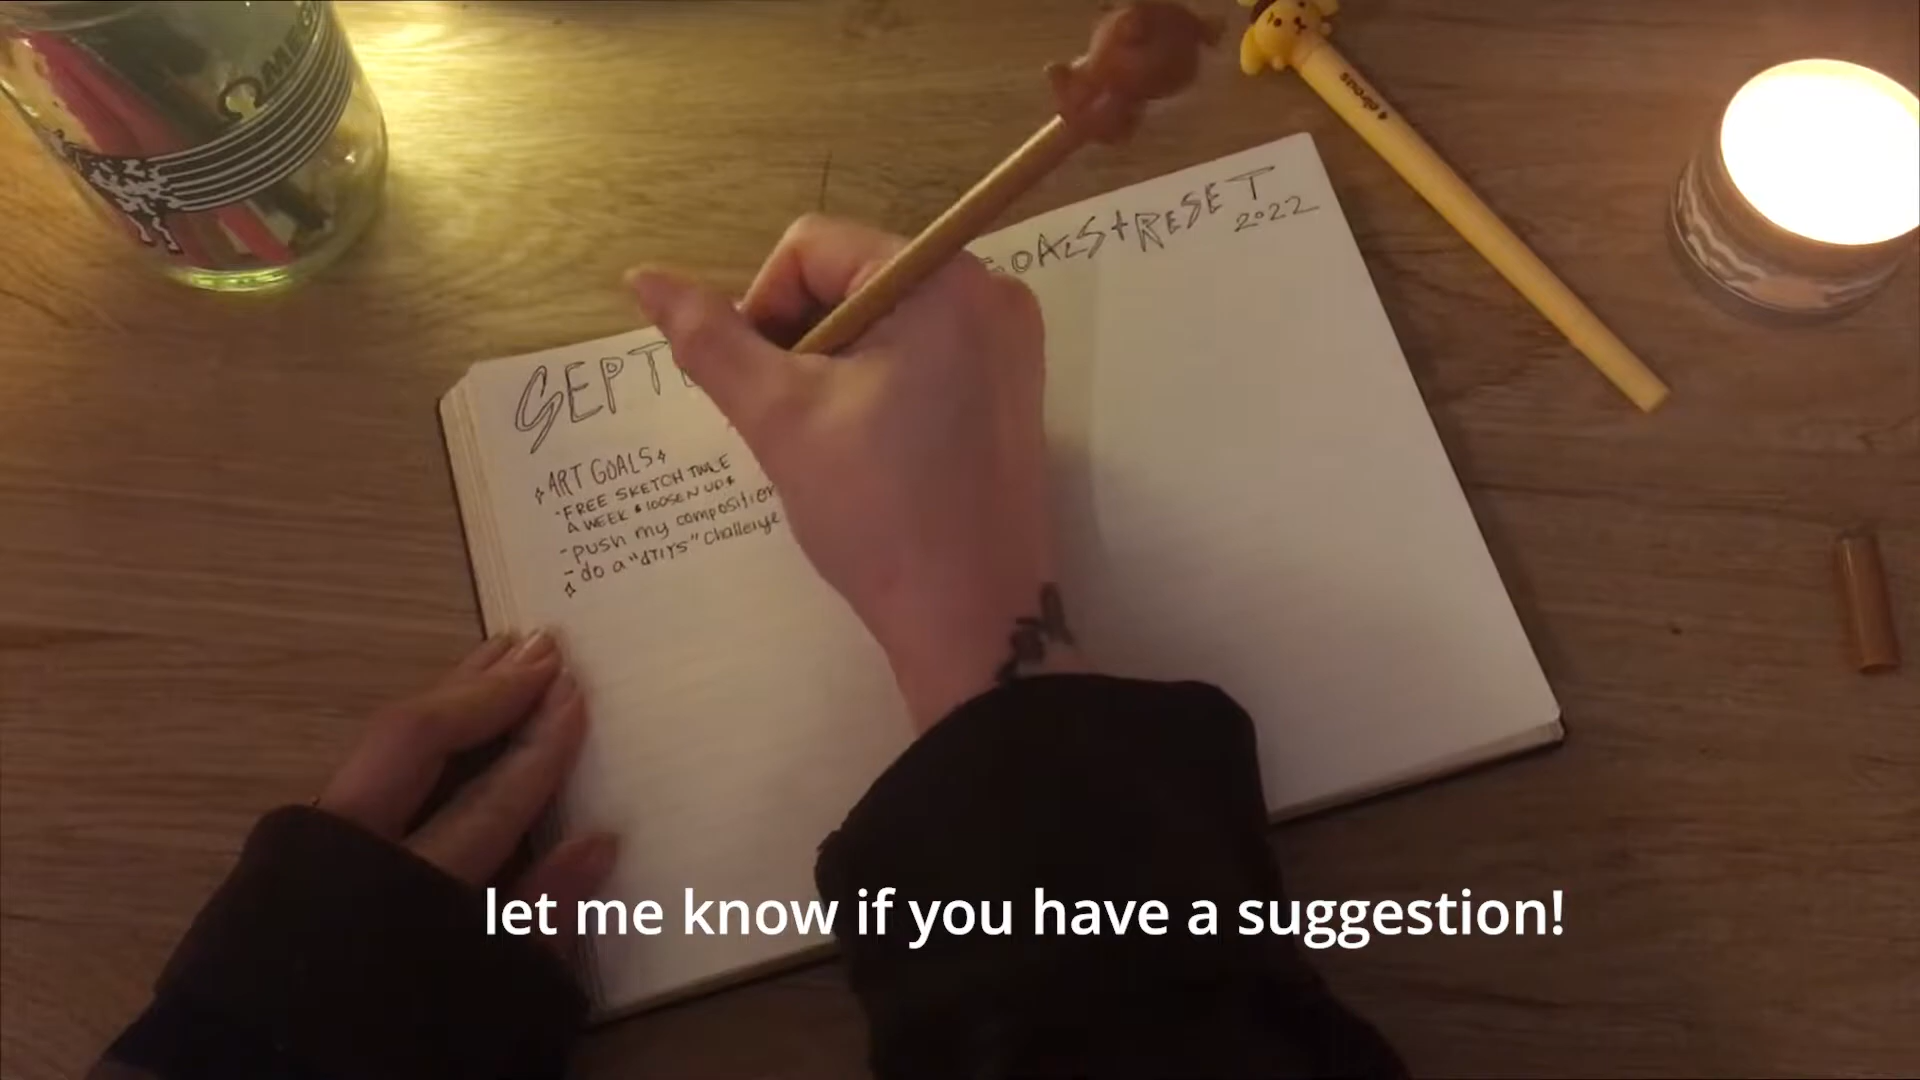 SEPT
GOALS + RESET
2022
ART GOALS
- FREE SKETCH TWICE
A WEEK & LOOSEN UP
- push my composition
- do a "dTIYS" challenge
let me know if you have a suggestion!